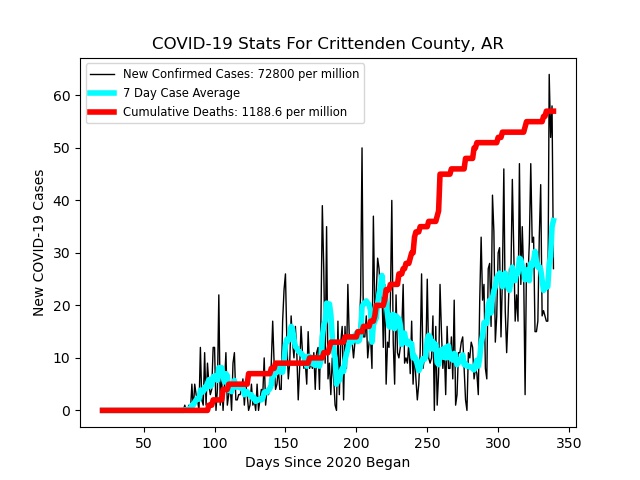 COVID-19 Stats For Crittenden County, AR
New Confirmed Cases: 72800 per million
7 Day Case Average
Cumulative Deaths: 1188.6 per million
New COVID-19 Cases
60
50
40
30
20
10
0
50 100 150 200 250 300 350
Days Since 2020 Began